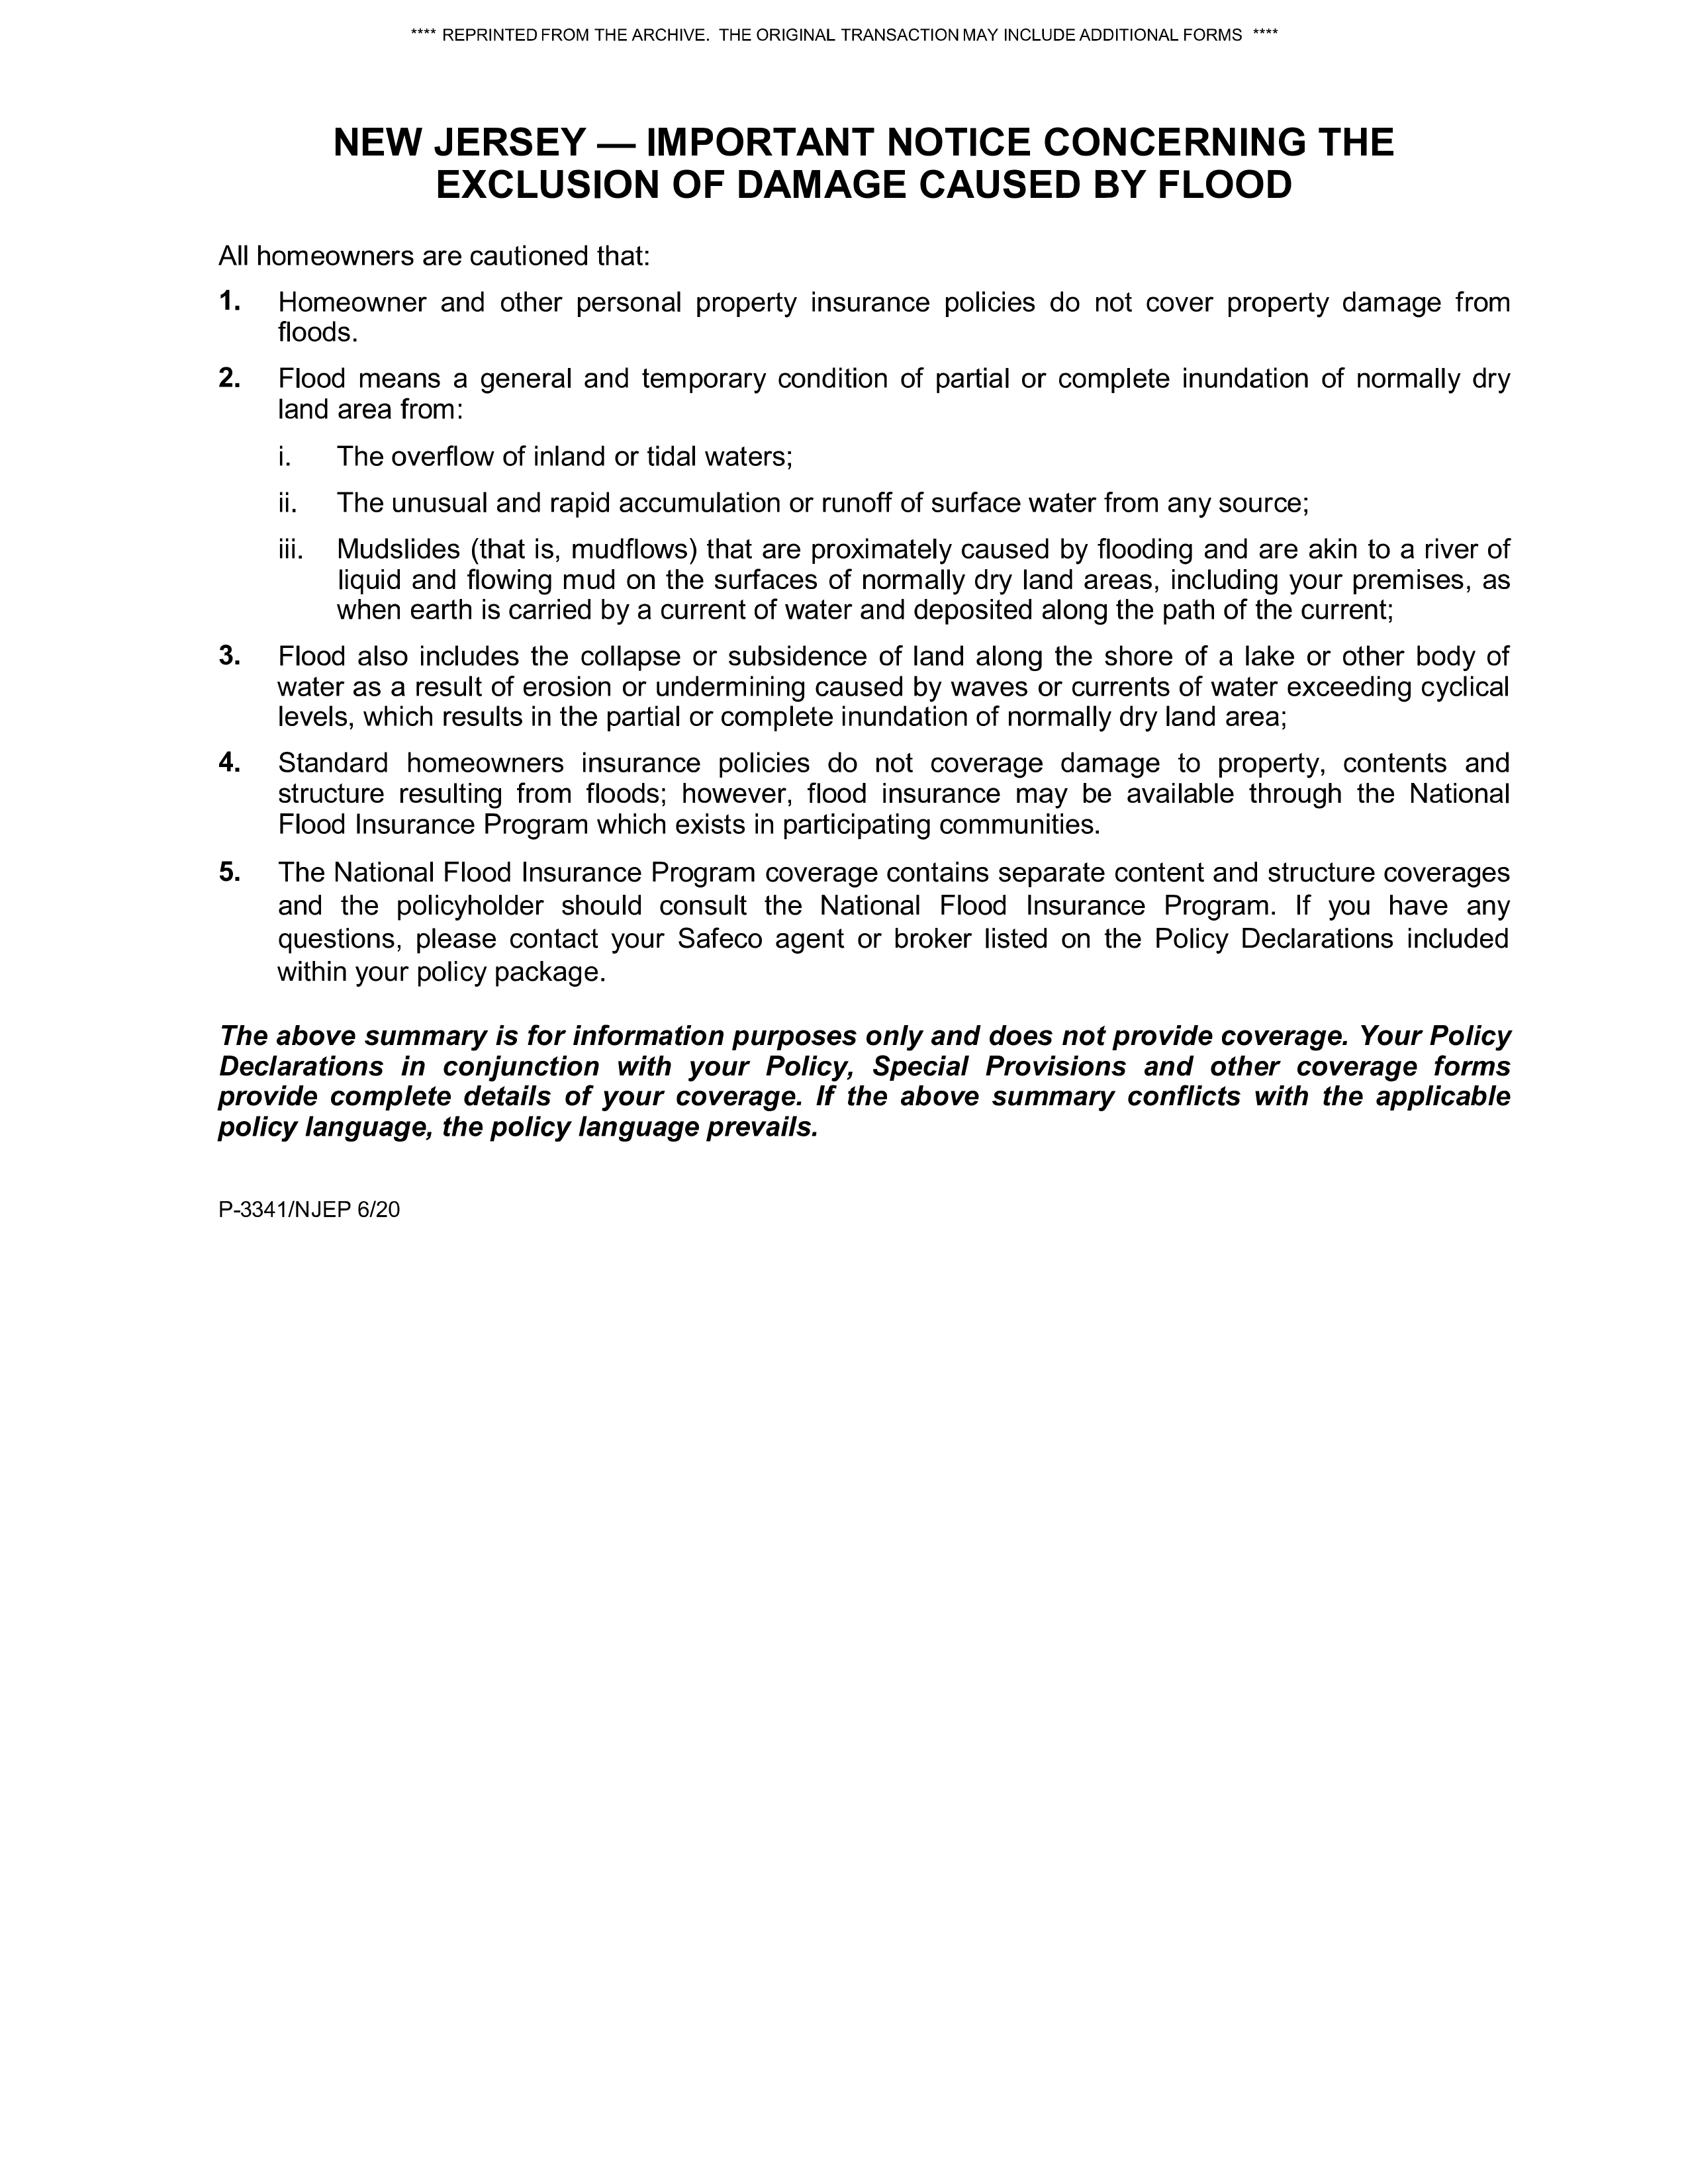 **** REPRINTED FROM THE ARCHIVE. THE ORIGINAL TRANSACTION MAY INCLUDE ADDITIONAL FORMS ****
NEW JERSEY — IMPORTANT NOTICE CONCERNING THE
EXCLUSION OF DAMAGE CAUSED BY FLOOD
All homeowners are cautioned that:
1. Homeowner and other personal property insurance policies do not cover property damage from
floods.
2. Flood means a general and temporary condition of partial or complete inundation of normally dry
land area from:
i. The overflow of inland or tidal waters;
ii. The unusual and rapid accumulation or runoff of surface water from any source;
iii. Mudslides (that is, mudflows) that are proximately caused by flooding and are akin to a river of
liquid and flowing mud on the surfaces of normally dry land areas, including your premises, as
when earth is carried by a current of water and deposited along the path of the current;
3. Flood also includes the collapse or subsidence of land along the shore of a lake or other body of
water as a result of erosion or undermining caused by waves or currents of water exceeding cyclical
levels, which results in the partial or complete inundation of normally dry land area;
4. Standard homeowners insurance policies do not coverage damage to property, contents and
structure resulting from floods; however, flood insurance may be available through the National
Flood Insurance Program which exists in participating communities.
5. The National Flood Insurance Program coverage contains separate content and structure coverages
and the policyholder should consult the National Flood Insurance Program. If you have any
questions, please contact your Safeco agent or broker listed on the Policy Declarations included
within your policy package.
The above summary is for information purposes only and does not provide coverage. Your Policy
Declarations in conjunction with your Policy, Special Provisions and other coverage forms
provide complete details of your coverage. If the above summary conflicts with the applicable
policy language, the policy language prevails.
P-3341/NJEP 6/20